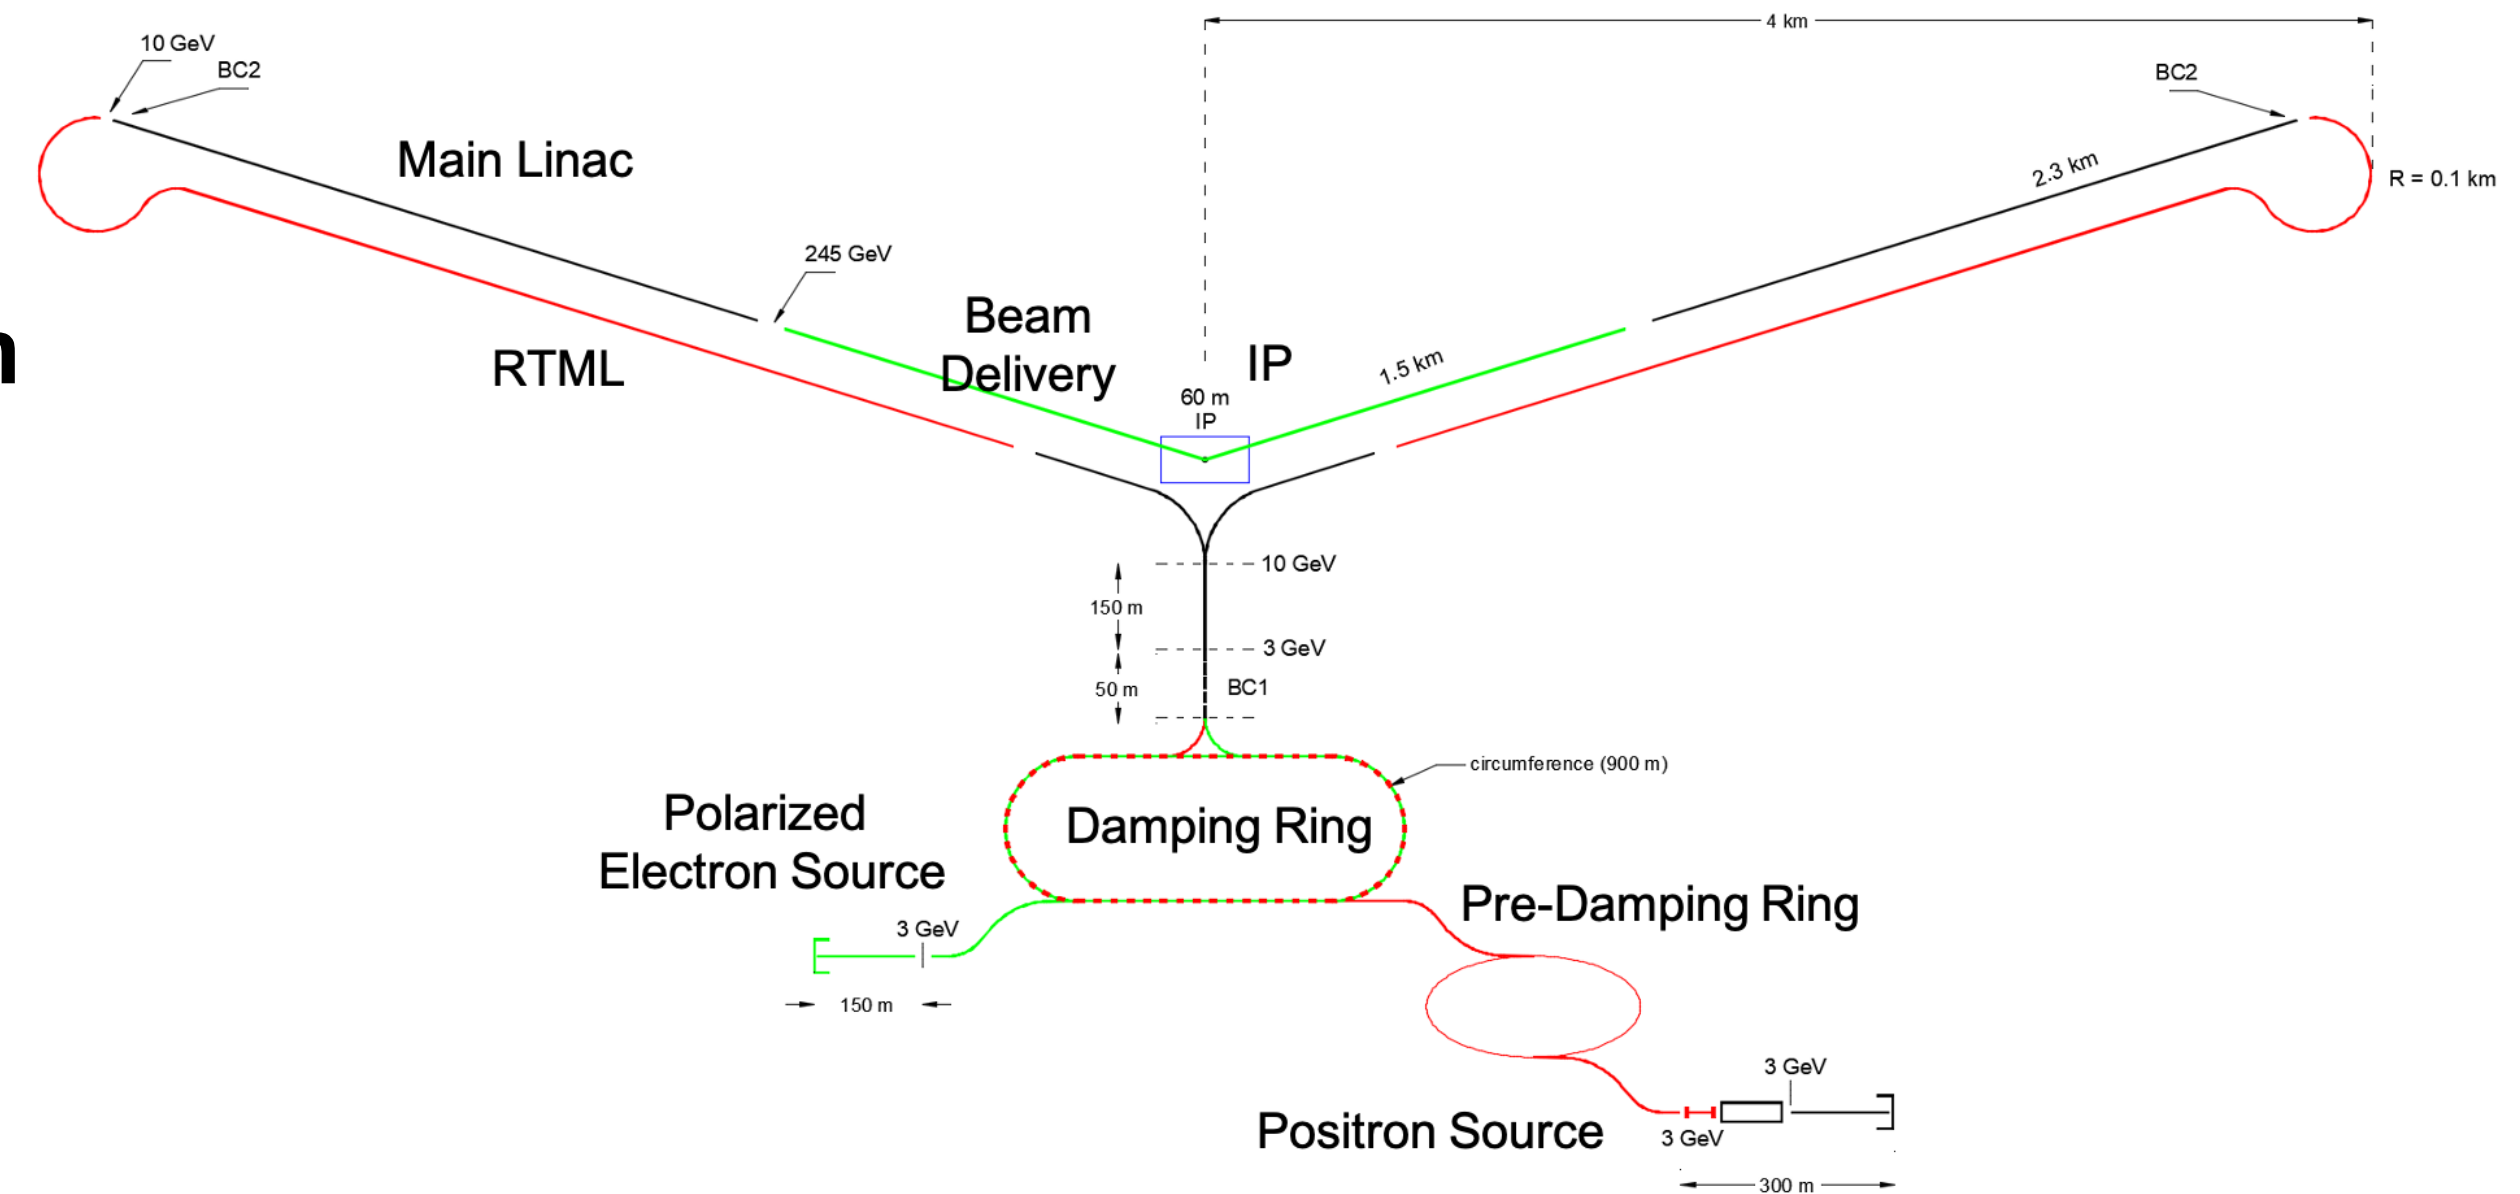 4 km
10 GeV
BC2
BC2
Main Linac
2.3 km
R = 0.1 km
245 GeV
Beam
Delivery
IP
n
RTML
1.5 km
60 m
IP
10 GeV
150 m
3 GeV
50 m
BC1
circumference (900 m)
Polarized
Electron Source
Damping Ring
Pre-Damping Ring
3 GeV
150 m
3 GeV
Positron Source
3 GeV
300 m